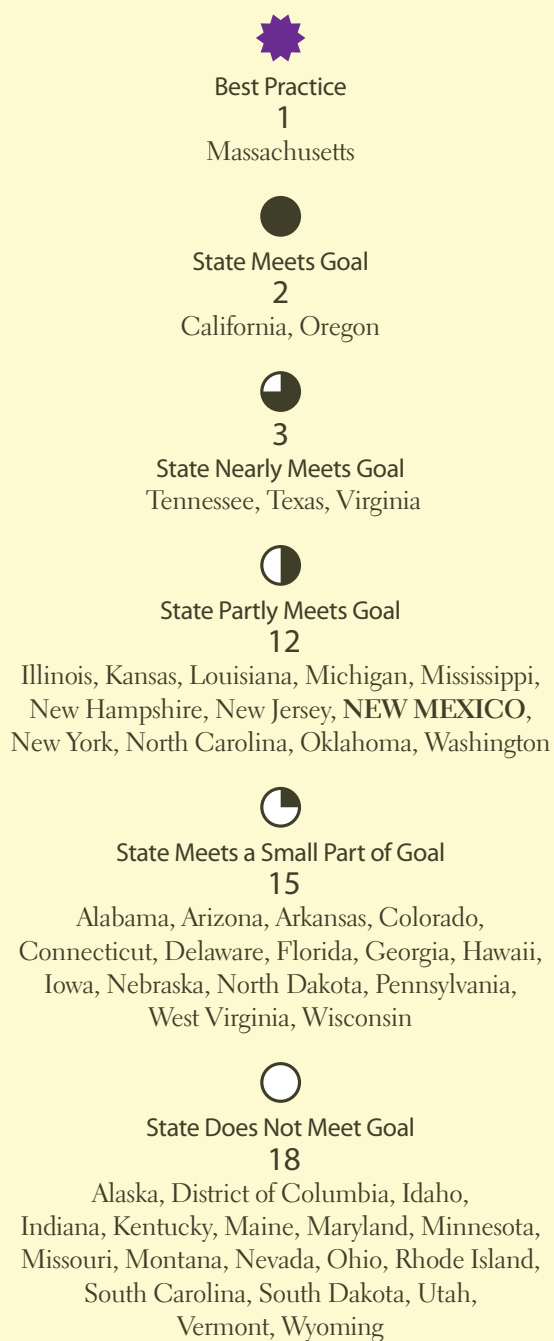 Best Practice
1
Massachusetts
State Meets Goal
2
California, Oregon
3
State Nearly Meets Goal
Tennessee, Texas, Virginia
State Partly Meets Goal
12
Illinois, Kansas, Louisiana, Michigan, Mississippi,
New Hampshire, New Jersey, NEW MEXICO,
New York, North Carolina, Oklahoma, Washington
State Meets a Small Part of Goal
15
Alabama, Arizona, Arkansas, Colorado,
Connecticut, Delaware, Florida, Georgia, Hawaii,
Iowa, Nebraska, North Dakota, Pennsylvania,
West Virginia, Wisconsin
State Does Not Meet Goal
18
Alaska, District of Columbia, Idaho,
Indiana, Kentucky, Maine, Maryland, Minnesota,
Missouri, Montana, Nevada, Ohio, Rhode Island,
South Carolina, South Dakota, Utah,
Vermont, Wyoming